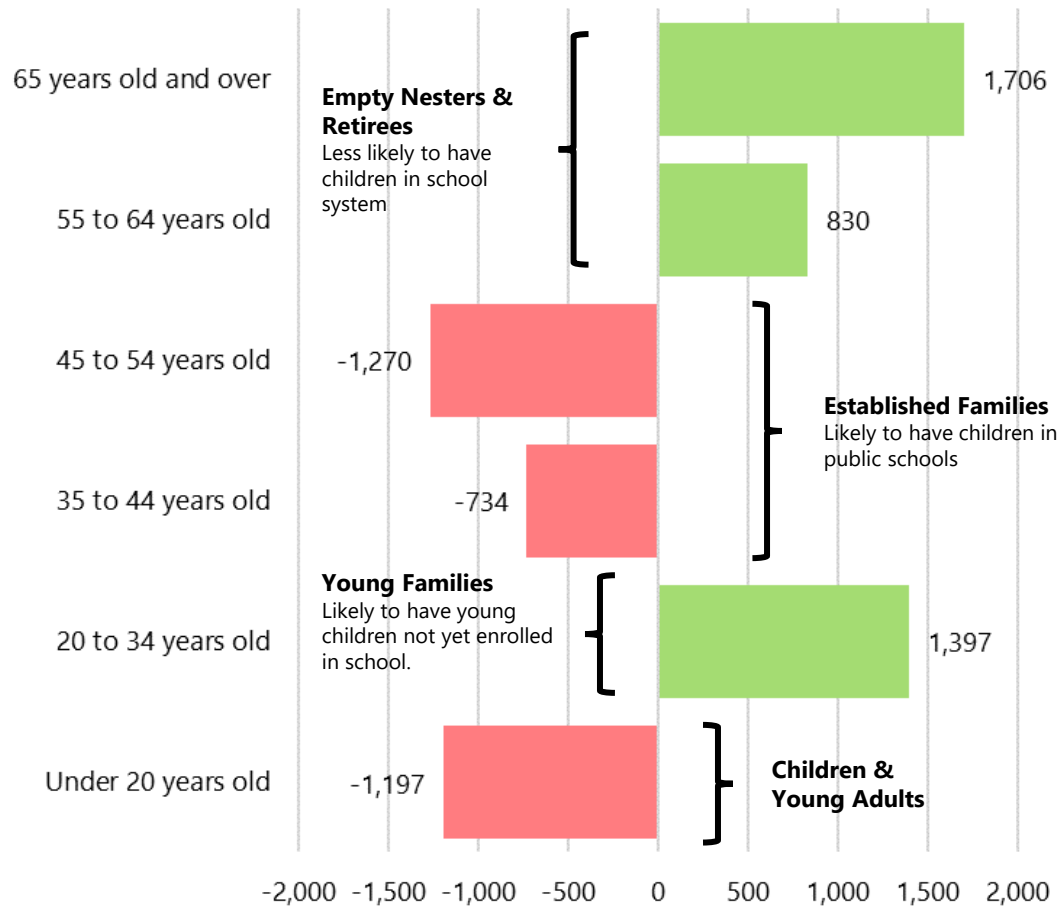 65 years old and over
1,706
Empty Nesters &
Retirees
Less likely to have
children in school
system
55 to 64 years old
830
45 to 54 years old
-1,270
Established Families
Likely to have children in
public schools
35 to 44 years old
-734
Young Families
Likely to have young
children not yet enrolled
in school.
20 to 34 years old
1,397
Under 20 years old
-1,197
Children &
Young Adults
-2,000 -1,500 -1,000 -500 0 500 1,000 1,500 2,000